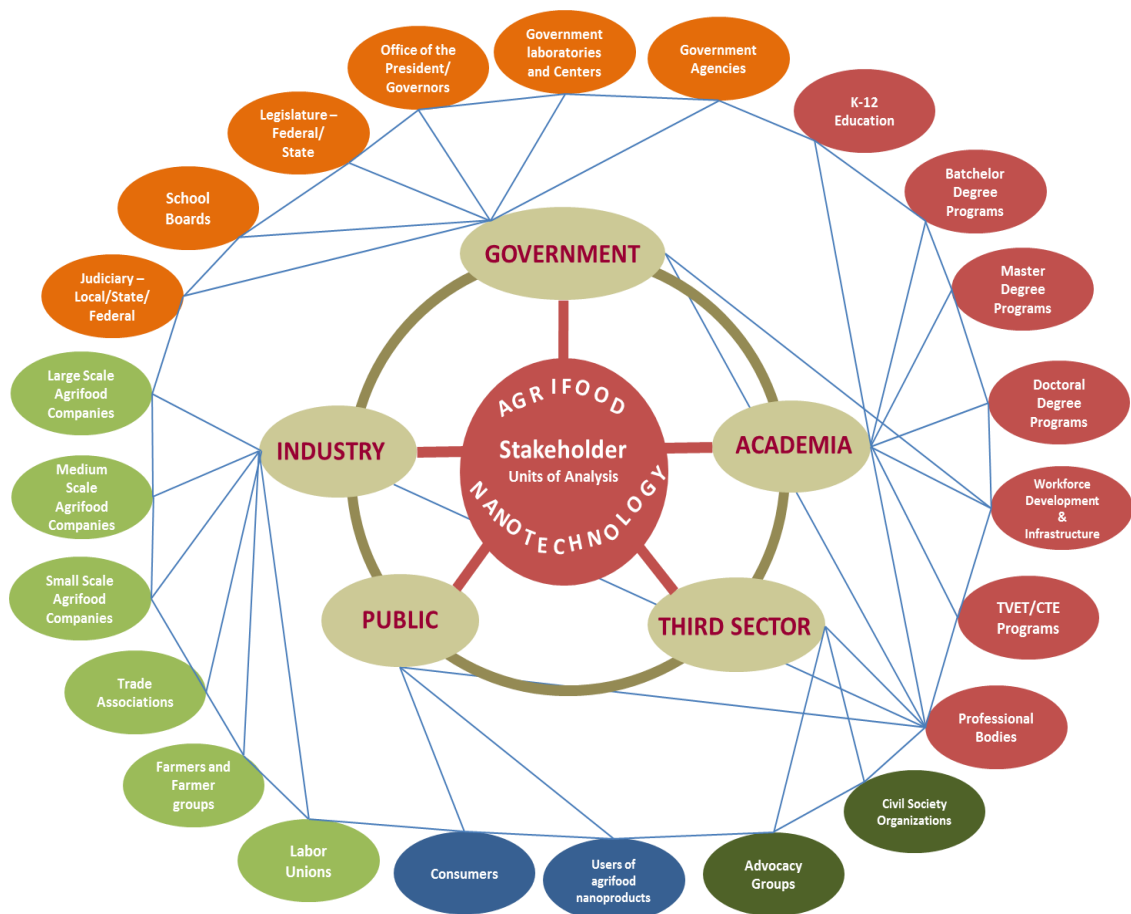 Office of the
President/
Governors
Government
laboratories
and Centers
Government
Agencies
K-12
Education
Legislature –
Federal/
State
Batchelor
Degree
Programs
School
Boards
GOVERNMENT
Master
Degree
Programs
Judiciary –
Local/State/
Federal
Large Scale
Agrifood
Companies
AGRIFOOD
Stakeholder
Units of Analysis
NANOTECHNOLOGY
INDUSTRY
ACADEMIA
Doctoral
Degree
Programs
Medium
Scale
Agrifood
Companies
Workforce
Development
&
Infrastructure
Small Scale
Agrifood
Companies
PUBLIC
THIRD SECTOR
TVET/CTE
Programs
Trade
Associations
Professional
Bodies
Farmers and
Farmer
groups
Civil Society
Organizations
Labor
Unions
Consumers
Users of
agrifood
nanoproducts
Advocacy
Groups